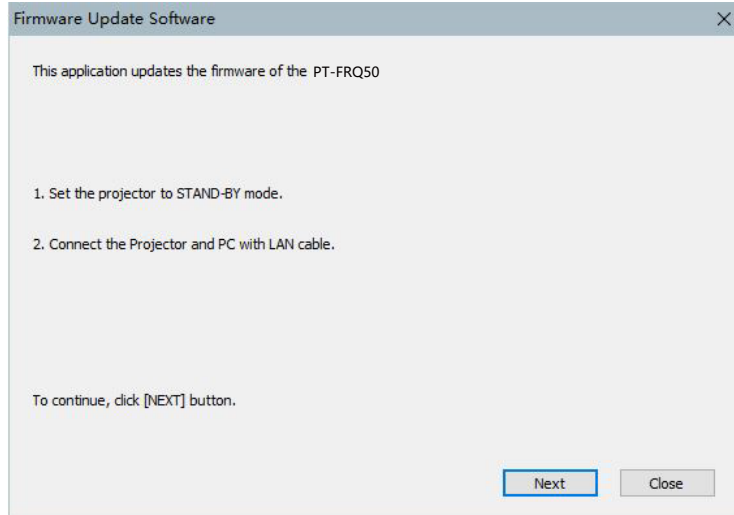 Firmware Update Software
This application updates the firmware of the PT-FRQ50
1. Set the projector to STAND-BY mode.
2. Connect the Projector and PC with LAN cable.
To continue, click [NEXT] button.
Next
Close